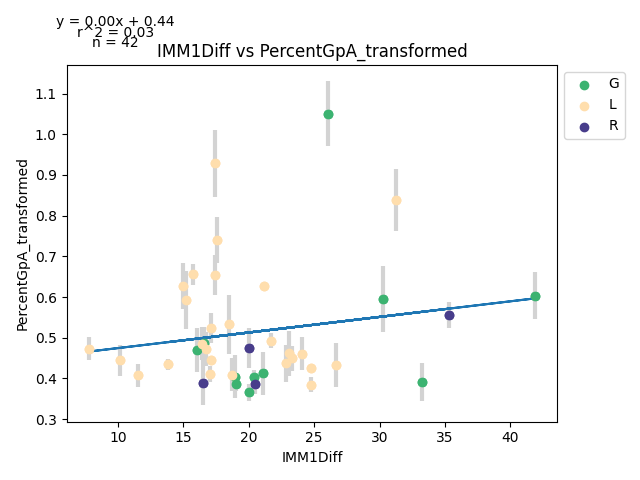 y = 0.00x + 0.44
r^2 = 0.03
n = 42
IMM1Diff vs PercentGpA_transformed
G
L
R
PercentGpA_transformed
1.1
1.0
0.9
0.8
0.7
0.6
0.5
0.4
0.3
10 15 20 25 30 35 40
IMM1Diff